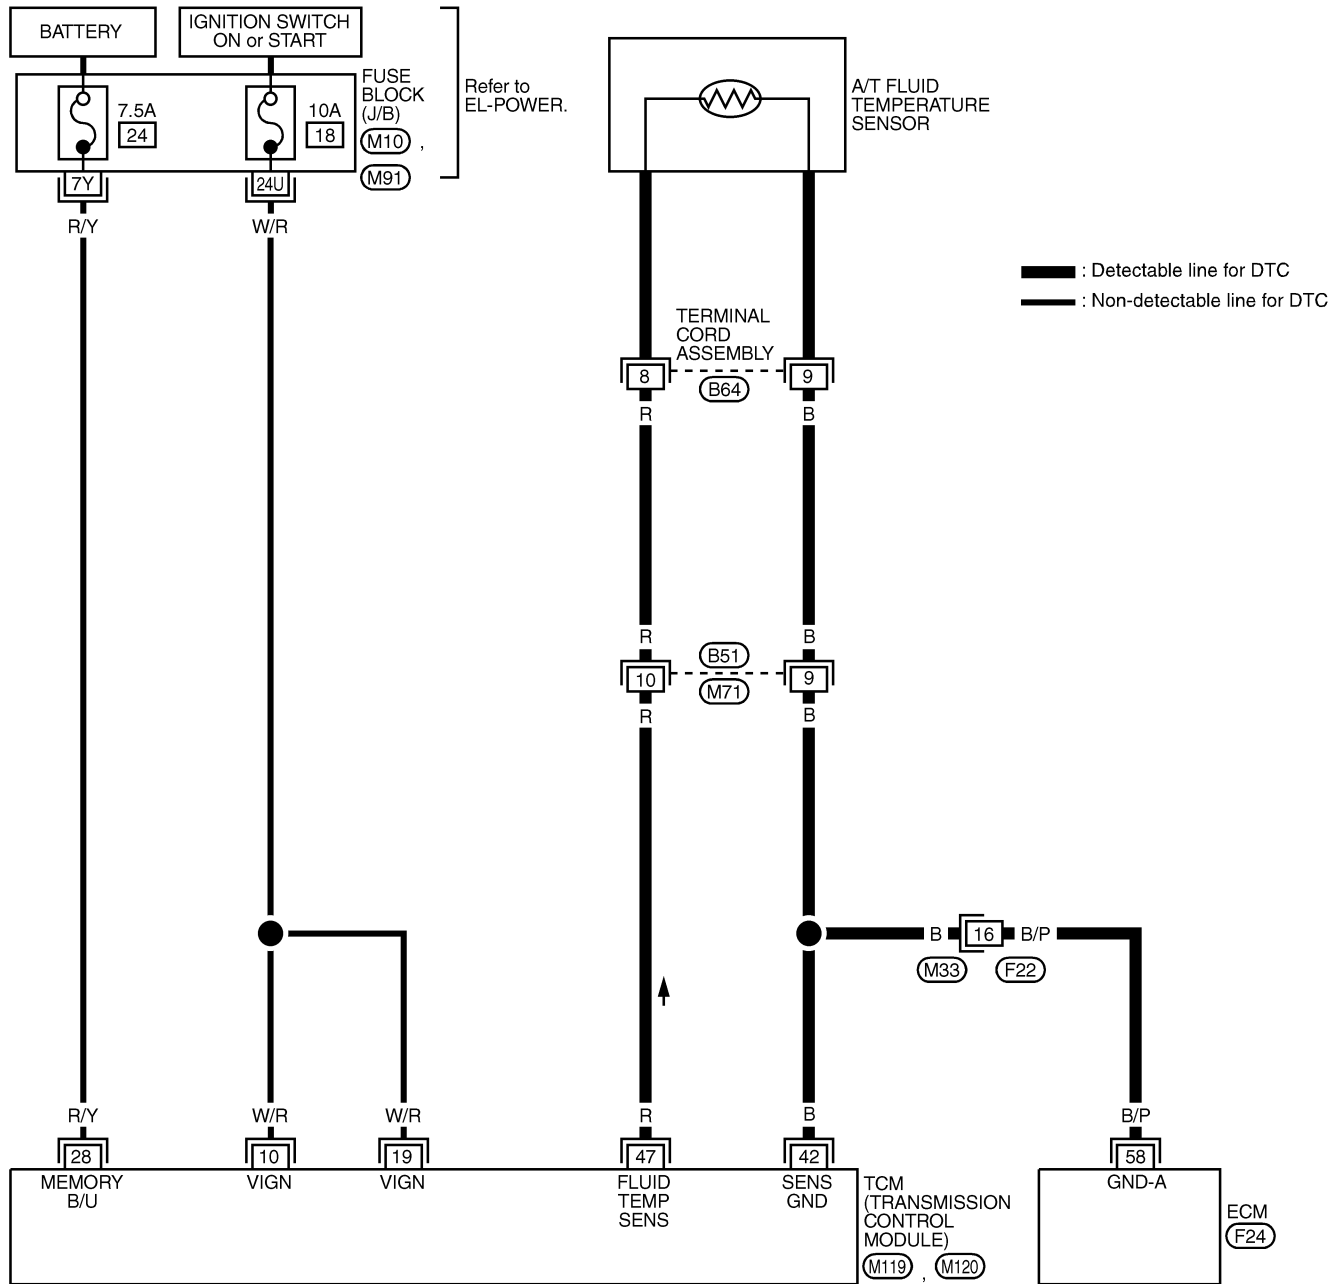 BATTERY
IGNITION SWITCH
ON or START
FUSE
BLOCK
(J/B)
M10 ,
M91
7.5A
24
10A
18
Refer to
EL-POWER.
A/T FLUID
TEMPERATURE
SENSOR
7Y
24U
R/Y
W/R
: Detectable line for DTC
: Non-detectable line for DTC
TERMINAL
CORD
ASSEMBLY
8
9
B64
R
B
R
B
B51
10
9
M71
R
B
B
16
B/P
M33
F22
R/Y
W/R
W/R
R
B
B/P
28
10
19
47
42
58
MEMORY
B/U
VIGN
VIGN
FLUID
TEMP
SENS
SENS
GND
TCM
(TRANSMISSION
CONTROL
MODULE)
M119 , M120
GND-A
ECM
F24